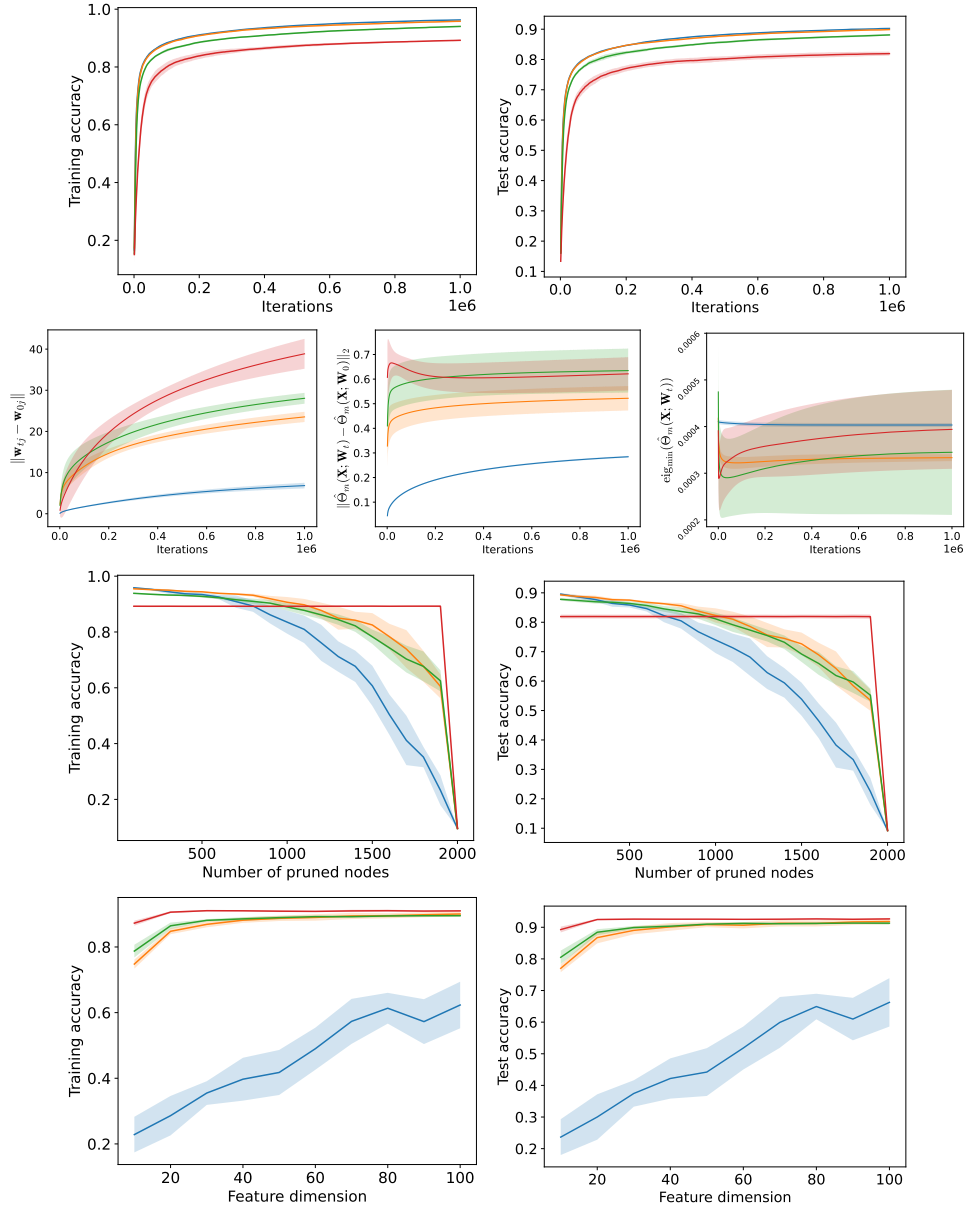 1.0
0.8
0.6
0.4
0.2
Training accuracy
0.0 0.2 0.4 0.6 0.8 1.0
Iterations
1e6
0.9
0.8
0.7
0.6
0.5
0.4
0.3
0.2
0.1
Test accuracy
0.0 0.2 0.4 0.6 0.8 1.0
Iterations
1e6
40
30
20
10
0
||w_{tj} − w_{0j}||
0.0 0.2 0.4 0.6 0.8 1.0
Iterations
1e6
0.7
0.6
0.5
0.4
0.3
0.2
0.1
||Θ̂_m(X; W_t) − Θ̂_m(X; W_0)||_2
0.0 0.2 0.4 0.6 0.8 1.0
Iterations
1e6
0.0006
0.0005
0.0004
0.0003
0.0002
eig_min(Θ̂_m(X; W_t))
0.0 0.2 0.4 0.6 0.8 1.0
Iterations
1e6
1.0
0.8
0.6
0.4
0.2
Training accuracy
500 1000 1500 2000
Number of pruned nodes
0.9
0.8
0.7
0.6
0.5
0.4
0.3
0.2
0.1
Test accuracy
500 1000 1500 2000
Number of pruned nodes
0.8
0.6
0.4
0.2
Training accuracy
20 40 60 80 100
Feature dimension
0.9
0.8
0.7
0.6
0.5
0.4
0.3
0.2
Test accuracy
20 40 60 80 100
Feature dimension